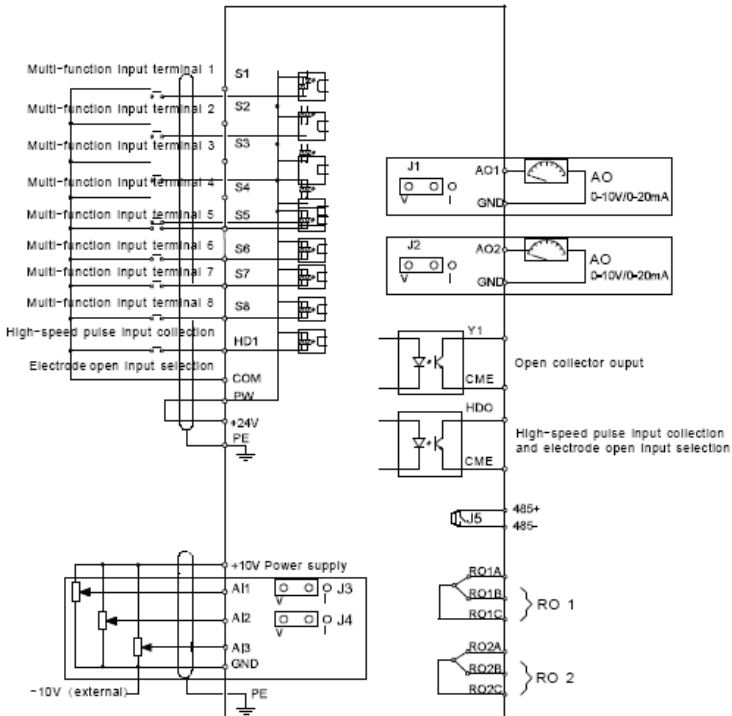 Multi-function input terminal 1 S1
Multi-function input terminal 2 S2
Multi-function input terminal 3 S3
Multi-function input terminal 4 S4
Multi-function input terminal 5 S5
Multi-function input terminal 6 S6
Multi-function input terminal 7 S7
Multi-function input terminal 8 S8
High-speed pulse input collection HD1
Electrode open input selection
COM
PW
+24V
PE
+10V Power supply
AI1 J3
V I
AI2 J4
V I
AI3
GND
-10V (external)
PE
J1 AO1 AO
V I 0-10V/0-20mA
GND
J2 AO2 AO
V I 0-10V/0-20mA
GND
Y1
Open collector ouput
CME
HDO
High-speed pulse input collection
and electrode open input selection
CME
485+
J5
485-
RO1A
RO1B RO 1
RO1C
RO2A
RO2B RO 2
RO2C